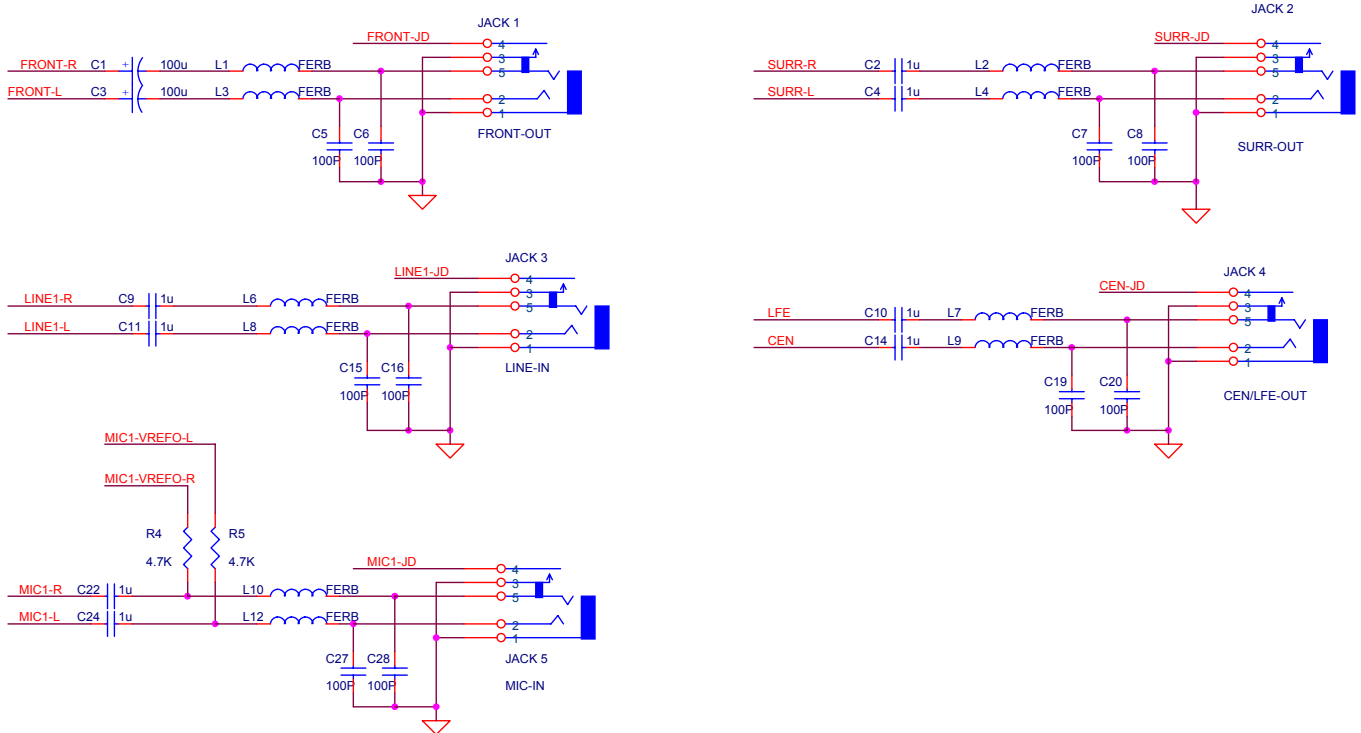 JACK 1
FRONT-JD
4
FRONT-R C1 + 100u L1 FERB 3
5
FRONT-L C3 + 100u L3 FERB 2
1
C5 C6 FRONT-OUT
100P 100P
JACK 2
SURR-JD
4
SURR-R C2 1u L2 FERB 3
5
SURR-L C4 1u L4 FERB 2
1
C7 C8
100P 100P SURR-OUT
JACK 3
LINE1-JD
4
3
LINE1-R C9 1u L6 FERB 5
LINE1-L C11 1u L8 FERB 2
1
C15 C16 LINE-IN
100P 100P
JACK 4
CEN-JD
4
3
LFE C10 1u L7 FERB 5
CEN C14 1u L9 FERB 2
1
C19 C20
100P 100P CEN/LFE-OUT
MIC1-VREFO-L
MIC1-VREFO-R
R4 R5
4.7K 4.7K
MIC1-JD
4
3
MIC1-R C22 1u L10 FERB 5
MIC1-L C24 1u L12 FERB 2
1
C27 C28 JACK 5
100P 100P MIC-IN